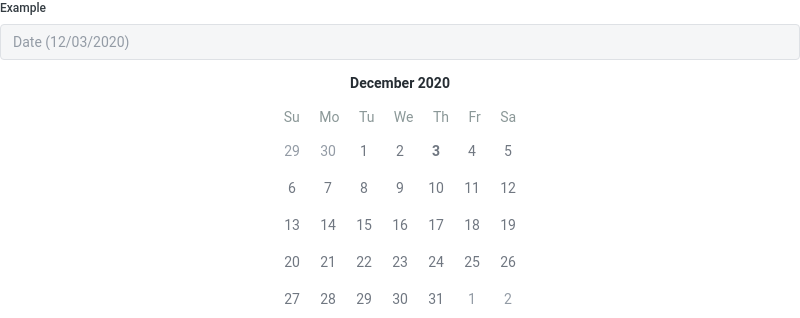 Example
Date (12/03/2020)
December 2020
Su Mo Tu We Th Fr Sa
29 30 1 2 3 4 5
6 7 8 9 10 11 12
13 14 15 16 17 18 19
20 21 22 23 24 25 26
27 28 29 30 31 1 2